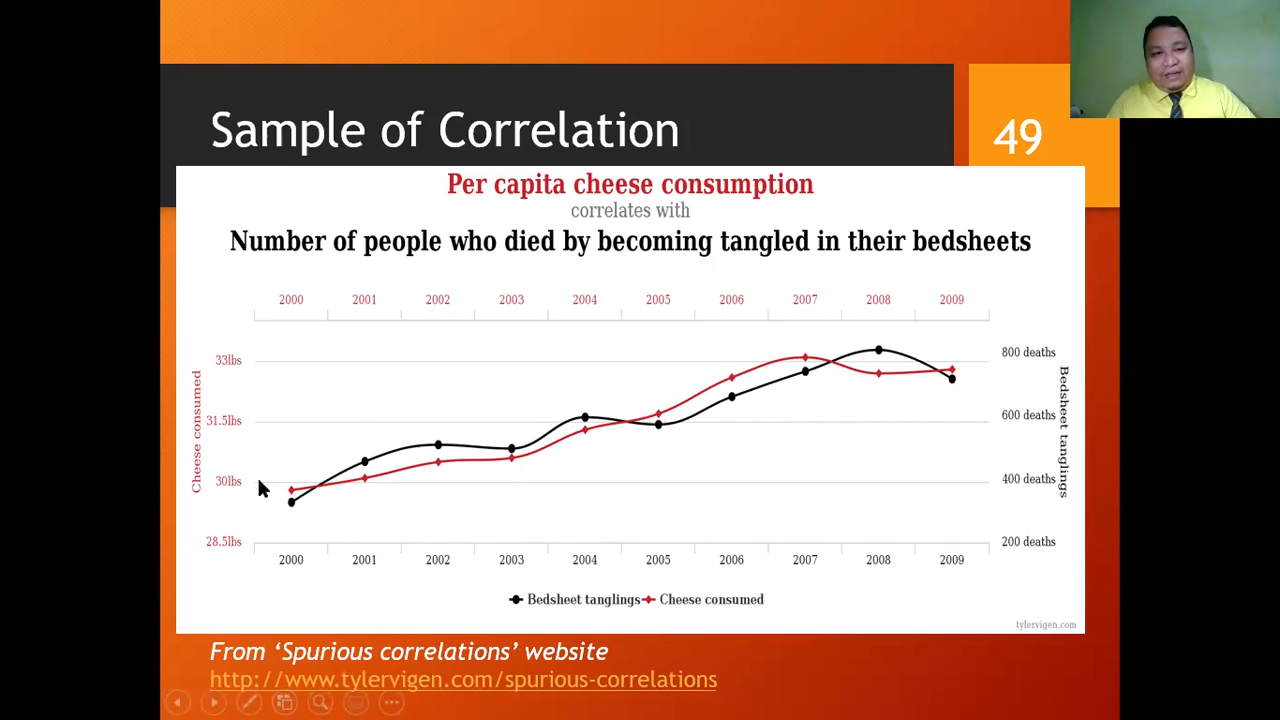 Sample of Correlation
49
Per capita cheese consumption
correlates with
Number of people who died by becoming tangled in their bedsheets
2000 2001 2002 2003 2004 2005 2006 2007 2008 2009
Cheese consumed
33lbs
31.5lbs
30lbs
28.5lbs
800 deaths
600 deaths
400 deaths
200 deaths
Bedsheet tanglings
2000 2001 2002 2003 2004 2005 2006 2007 2008 2009
Bedsheet tanglings Cheese consumed
tylervigen.com
From ‘Spurious correlations’ website
http://www.tylervigen.com/spurious-correlations